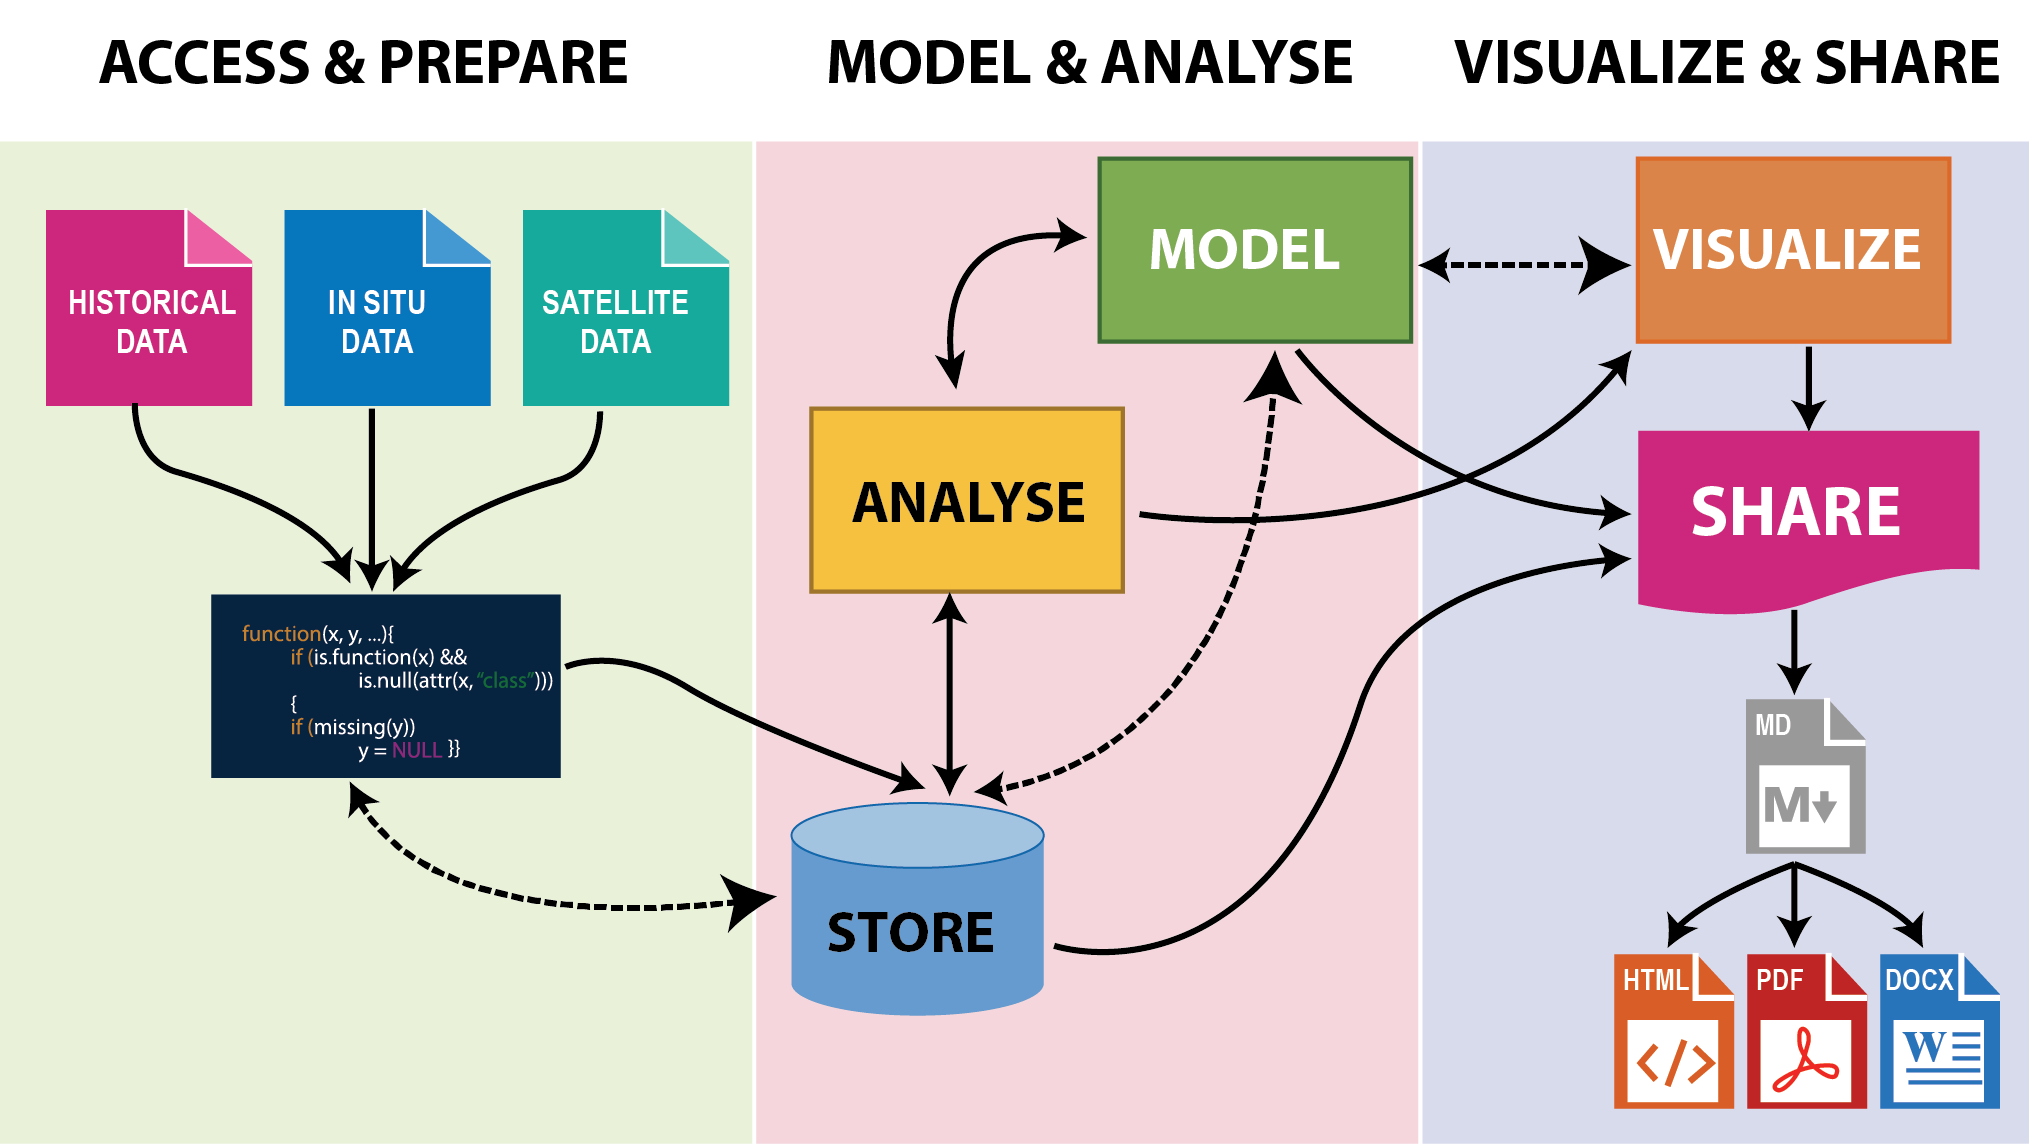 ACCESS & PREPARE
MODEL & ANALYSE
VISUALIZE & SHARE
HISTORICAL
DATA
IN SITU
DATA
SATELLITE
DATA
function(x, y, ...){
if (is.function(x) &&
is.null(attr(x, “class”)))
{
if (missing(y))
y = NULL }}
MODEL
ANALYSE
STORE
VISUALIZE
SHARE
MD
M
HTML
</>
PDF
DOCX
W